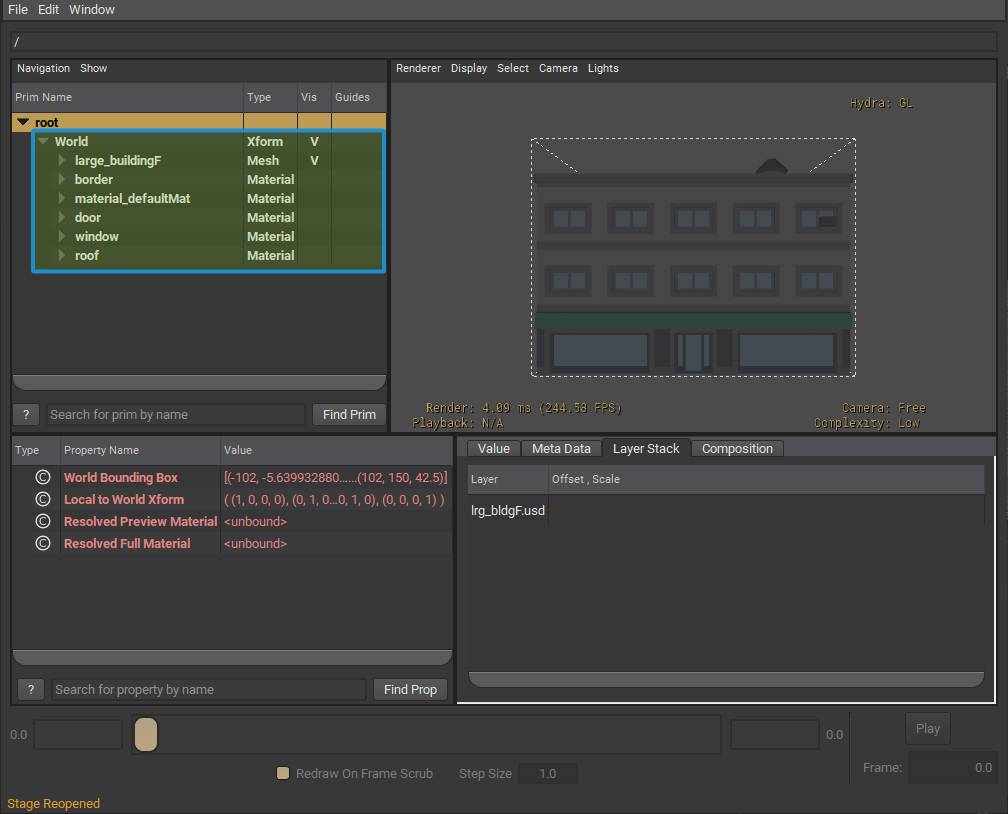 File Edit Window
/
Navigation Show
Prim Name Type Vis Guides
root
World Xform V
large_buildingF Mesh V
border Material
material_defaultMat Material
door Material
window Material
roof Material
? Search for prim by name Find Prim
Renderer Display Select Camera Lights
Hydra: GL
Render: 4.09 ms (244.58 FPS)
Playback: N/A
Camera: Free
Complexity: Low
Type Property Name Value
C World Bounding Box [(-102, -5.639932880......(102, 150, 42.5)]
C Local to World Xform ( (1, 0, 0, 0), (0, 1, 0...0, 1, 0), (0, 0, 0, 1) )
C Resolved Preview Material <unbound>
C Resolved Full Material <unbound>
? Search for property by name Find Prop
Value Meta Data Layer Stack Composition
Layer Offset , Scale
lrg_bldgF.usd
0.0 0.0 Play
Redraw On Frame Scrub Step Size 1.0 Frame: 0.0
Stage Reopened